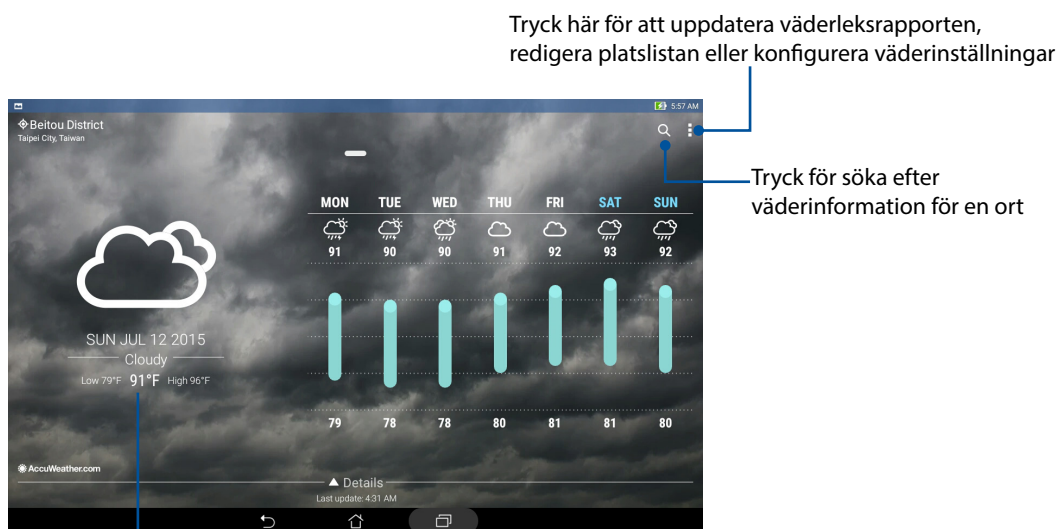 Tryck här för att uppdatera väderleksrapporten,
redigera platslistan eller konfigurera väderinställningar
5:57 AM
Beitou District
Taipei City, Taiwan
Tryck för söka efter
väderinformation för en ort
MON TUE WED THU FRI SAT SUN
91 90 90 91 92 93 92
SUN JUL 12 2015
Cloudy
Low 79°F 91°F High 96°F
79 78 78 80 81 81 80
AccuWeather.com
Details
Last update: 4:31 AM